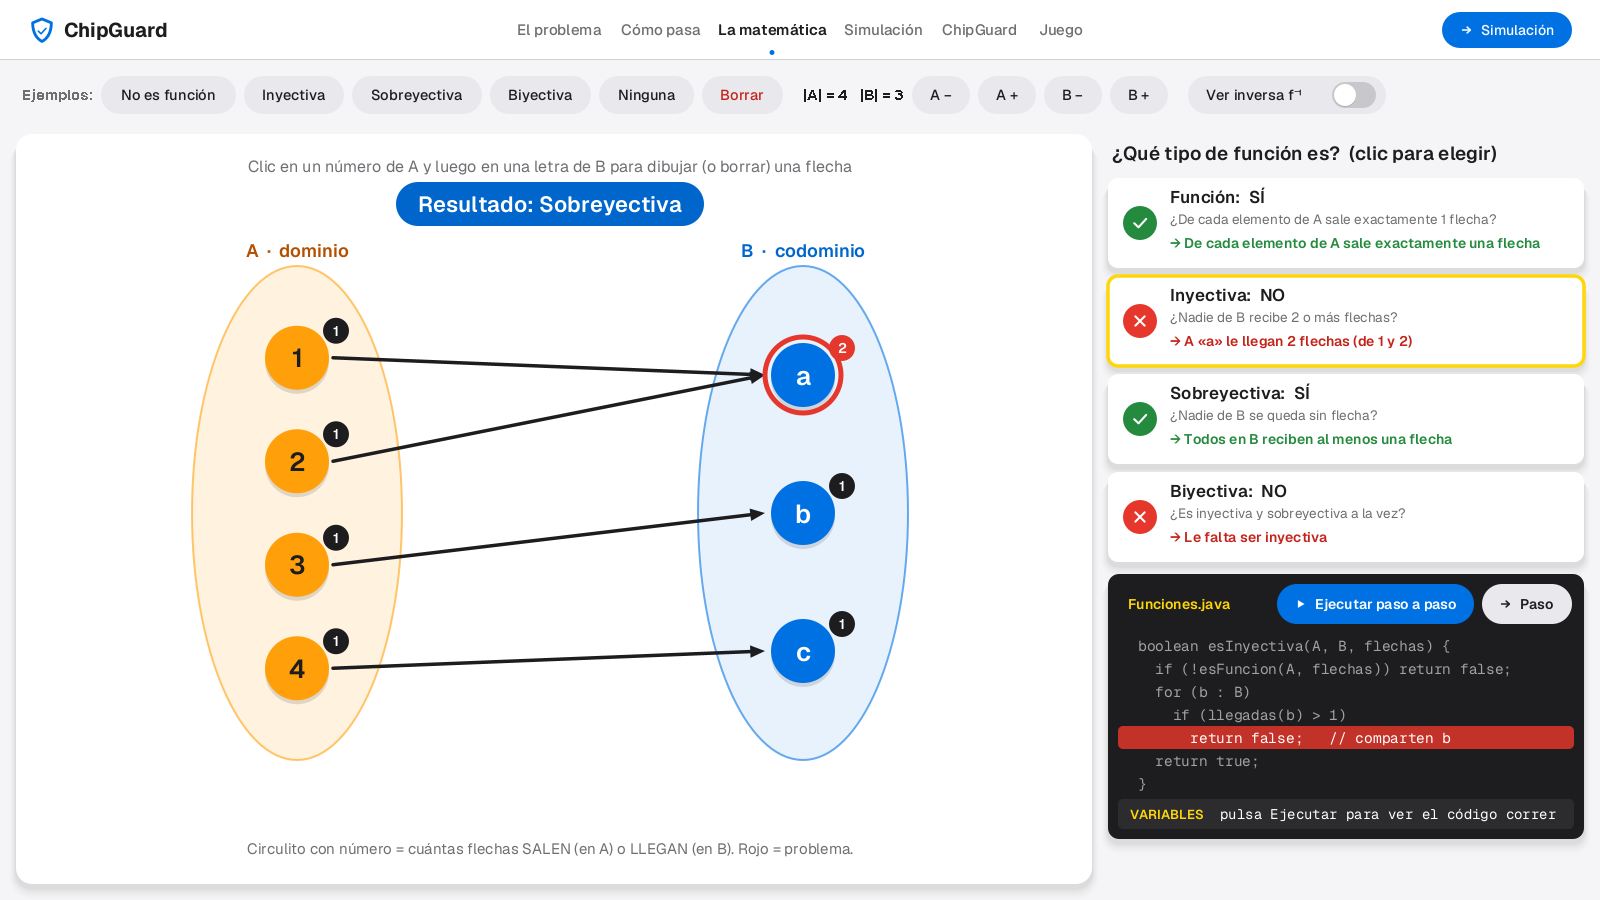 ChipGuard
El problema Cómo pasa La matemática Simulación ChipGuard Juego
→ Simulación
Ejemplos: No es función Inyectiva Sobreyectiva Biyectiva Ninguna Borrar |A| = 4 |B| = 3 A − A + B − B + Ver inversa f⁻¹
Clic en un número de A y luego en una letra de B para dibujar (o borrar) una flecha
Resultado: Sobreyectiva
A · dominio
B · codominio
1 1
2 1
3 1
4 1
a 2
b 1
c 1
Circulito con número = cuántas flechas SALEN (en A) o LLEGAN (en B). Rojo = problema.
¿Qué tipo de función es? (clic para elegir)
Función: SÍ
¿De cada elemento de A sale exactamente 1 flecha?
→ De cada elemento de A sale exactamente una flecha
Inyectiva: NO
¿Nadie de B recibe 2 o más flechas?
→ A «a» le llegan 2 flechas (de 1 y 2)
Sobreyectiva: SÍ
¿Nadie de B se queda sin flecha?
→ Todos en B reciben al menos una flecha
Biyectiva: NO
¿Es inyectiva y sobreyectiva a la vez?
→ Le falta ser inyectiva
Funciones.java
Ejecutar paso a paso
→ Paso
boolean esInyectiva(A, B, flechas) {
if (!esFuncion(A, flechas)) return false;
for (b : B)
if (llegadas(b) > 1)
return false; // comparten b
return true;
}
VARIABLES pulsa Ejecutar para ver el código correr